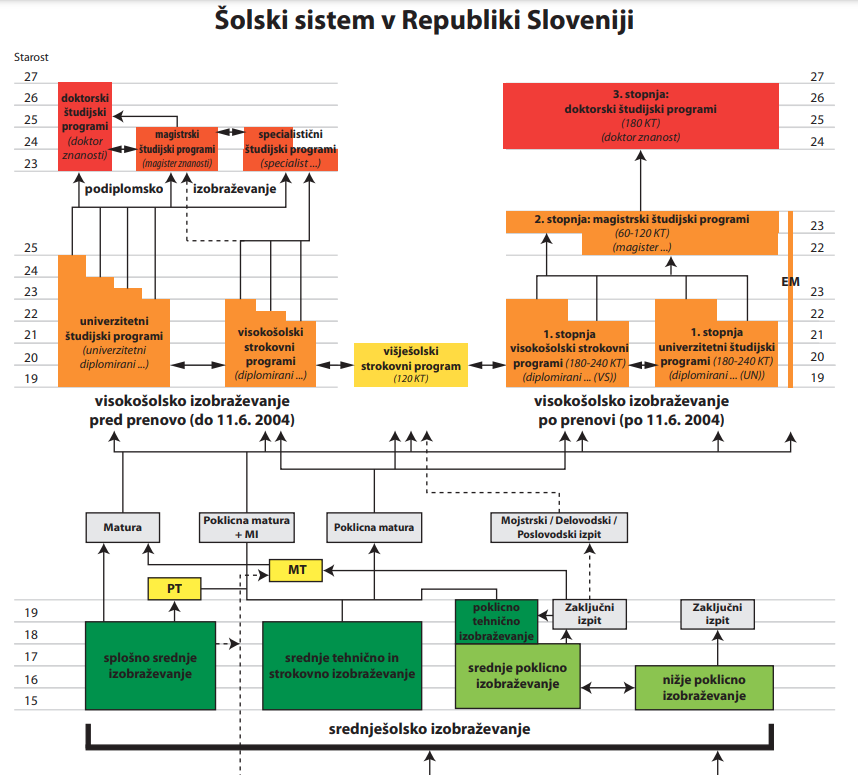 Šolski sistem v Republiki Sloveniji
Starost
27
26
25
24
23
doktorski
študijski
programi
(doktor
znanosti)
magistrski
študijski programi
(magister znanosti)
specialistični
študijski programi
(specialist ...)
podiplomsko
izobraževanje
3. stopnja:
doktorski študijski programi
(180 KT)
(doktor znanost)
27
26
25
24
2. stopnja: magistrski študijski programi
(60-120 KT)
(magister ...)
23
22
EM
25
24
23
22
21
20
19
univerzitetni
študijski programi
(univerzitetni
diplomirani ...)
visokošolski
strokovni
programi
(diplomirani ...)
višješolski
strokovni program
(120 KT)
1. stopnja
visokošolski strokovni
programi (180-240 KT)
(diplomirani ... (VS))
1. stopnja
univerzitetni študijski
programi (180-240 KT)
(diplomirani ... (UN))
23
22
21
20
19
visokošolsko izobraževanje
pred prenovo (do 11.6. 2004)
visokošolsko izobraževanje
po prenovi (po 11.6. 2004)
Matura
Poklicna matura
+ MI
Poklicna matura
Mojstrski / Delovodski /
Poslovodski izpit
MT
PT
19
18
17
16
15
splošno srednje
izobraževanje
srednje tehnično in
strokovno izobraževanje
poklicno
tehnično
izobraževanje
Zaključni
izpit
Zaključni
izpit
srednje poklicno
izobraževanje
nižje poklicno
izobraževanje
srednješolsko izobraževanje